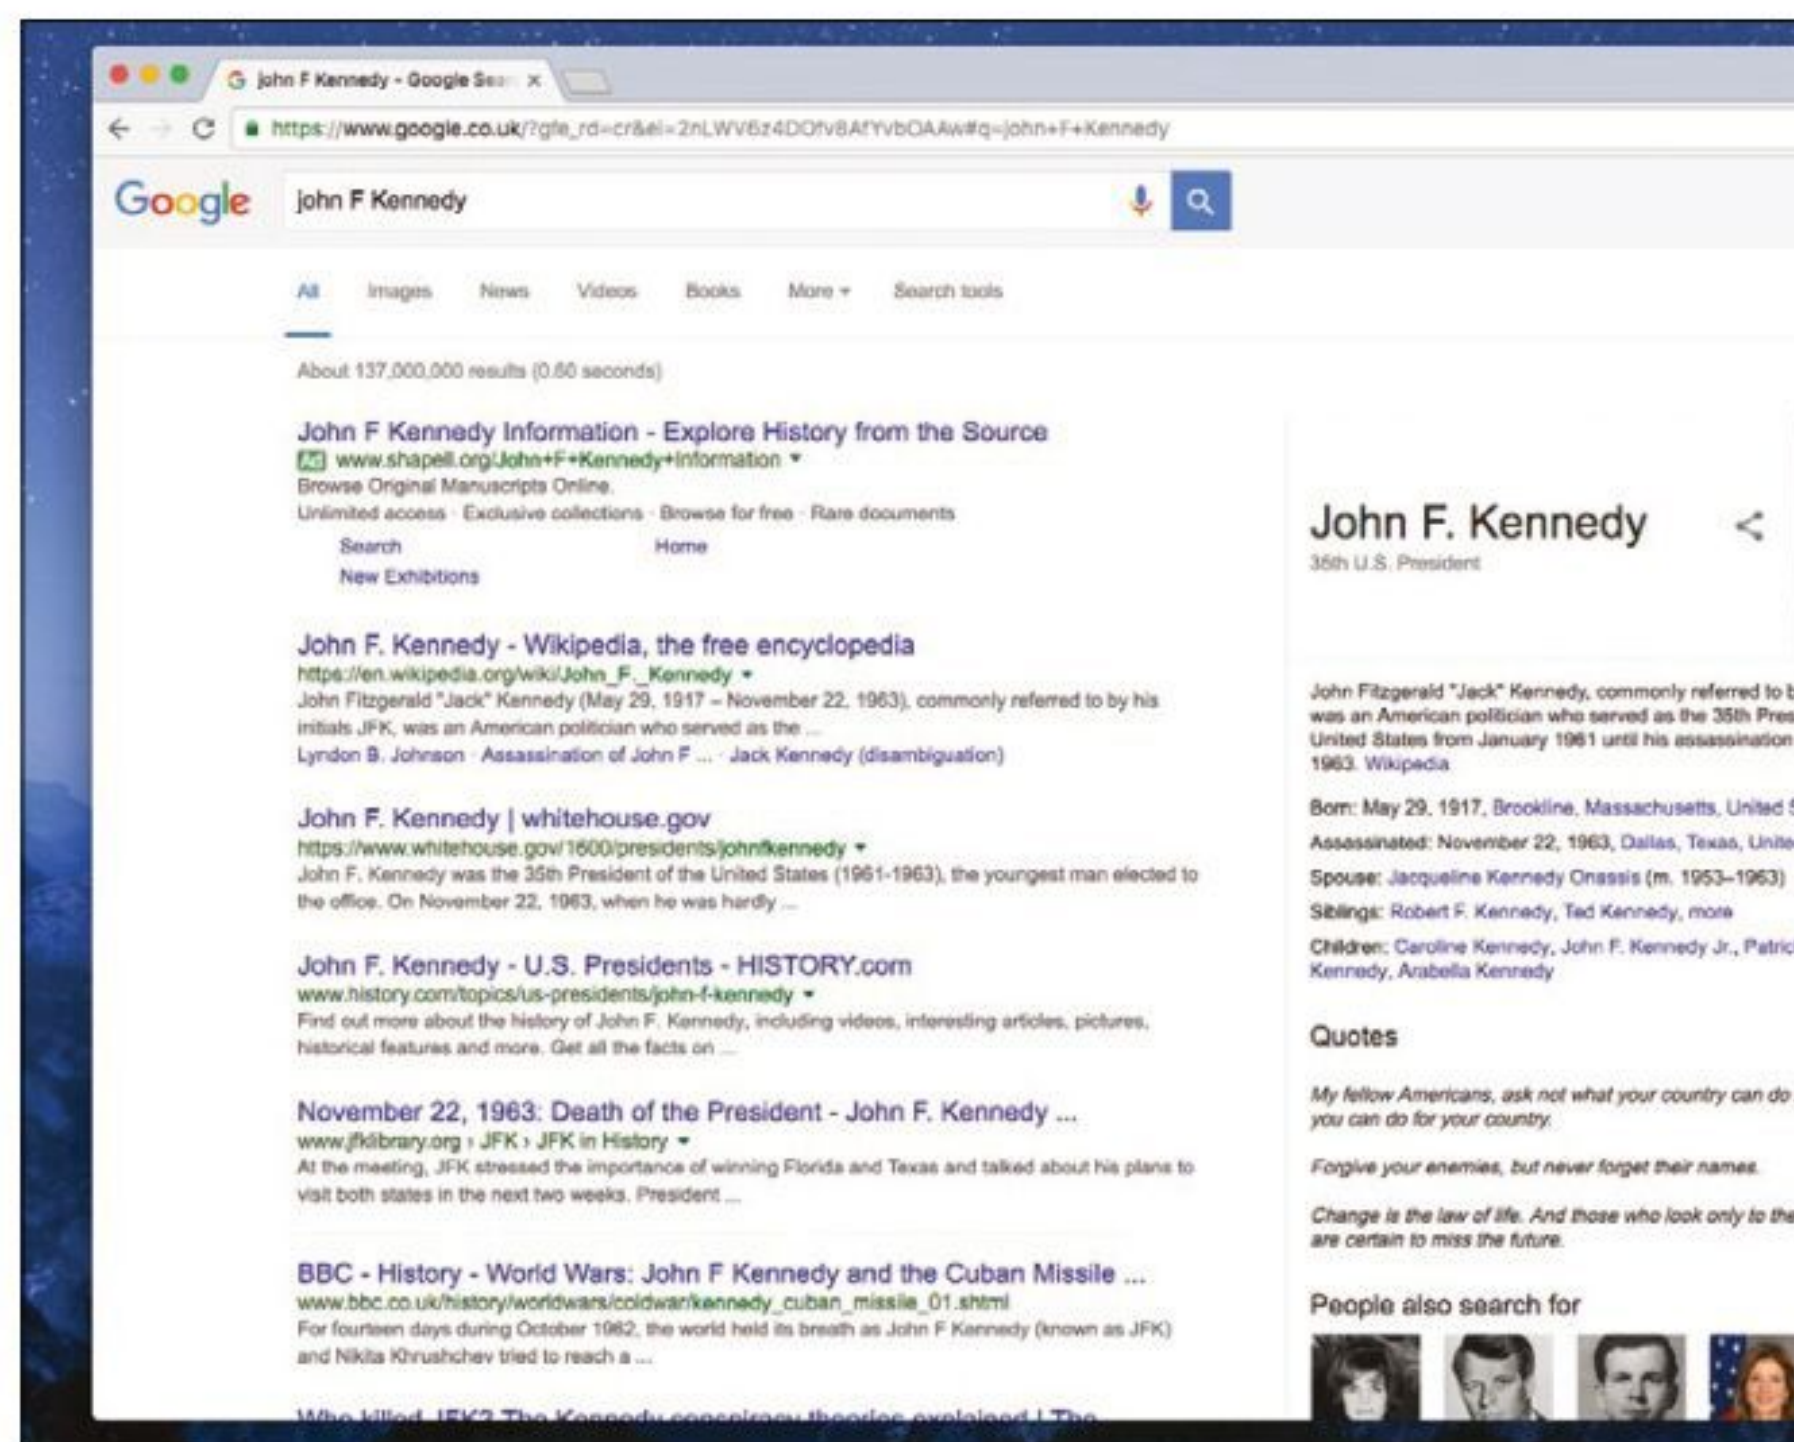 john F Kennedy - Google Sear
https://www.google.co.uk/?gfe_rd=cr&ei=2nLWV6z4DOfv8AfYvbOAAw#q=john+F+Kennedy
Google
john F Kennedy
All Images News Videos Books More Search tools
About 137,000,000 results (0.60 seconds)
John F Kennedy Information - Explore History from the Source
Ad www.shapell.org/John+F+Kennedy+Information
Browse Original Manuscripts Online.
Unlimited access · Exclusive collections · Browse for free · Rare documents
Search Home
New Exhibitions
John F. Kennedy - Wikipedia, the free encyclopedia
https://en.wikipedia.org/wiki/John_F._Kennedy
John Fitzgerald "Jack" Kennedy (May 29, 1917 – November 22, 1963), commonly referred to by his
initials JFK, was an American politician who served as the ...
Lyndon B. Johnson · Assassination of John F ... · Jack Kennedy (disambiguation)
John F. Kennedy | whitehouse.gov
https://www.whitehouse.gov/1600/presidents/johnfkennedy
John F. Kennedy was the 35th President of the United States (1961-1963), the youngest man elected to
the office. On November 22, 1963, when he was hardly ...
John F. Kennedy - U.S. Presidents - HISTORY.com
www.history.com/topics/us-presidents/john-f-kennedy
Find out more about the history of John F. Kennedy, including videos, interesting articles, pictures,
historical features and more. Get all the facts on ...
November 22, 1963: Death of the President - John F. Kennedy ...
www.jfklibrary.org › JFK › JFK in History
At the meeting, JFK stressed the importance of winning Florida and Texas and talked about his plans to
visit both states in the next two weeks. President ...
BBC - History - World Wars: John F Kennedy and the Cuban Missile ...
www.bbc.co.uk/history/worldwars/coldwar/kennedy_cuban_missile_01.shtml
For fourteen days during October 1962, the world held its breath as John F Kennedy (known as JFK)
and Nikita Khrushchev tried to reach a ...
Who killed JFK? The Kennedy conspiracy theories explained | The
John F. Kennedy
35th U.S. President
John Fitzgerald "Jack" Kennedy, commonly referred to b
was an American politician who served as the 35th Pres
United States from January 1961 until his assassination
1963. Wikipedia
Born: May 29, 1917, Brookline, Massachusetts, United S
Assassinated: November 22, 1963, Dallas, Texas, Unite
Spouse: Jacqueline Kennedy Onassis (m. 1953–1963)
Siblings: Robert F. Kennedy, Ted Kennedy, more
Children: Caroline Kennedy, John F. Kennedy Jr., Patric
Kennedy, Arabella Kennedy
Quotes
My fellow Americans, ask not what your country can do
you can do for your country.
Forgive your enemies, but never forget their names.
Change is the law of life. And those who look only to the
are certain to miss the future.
People also search for